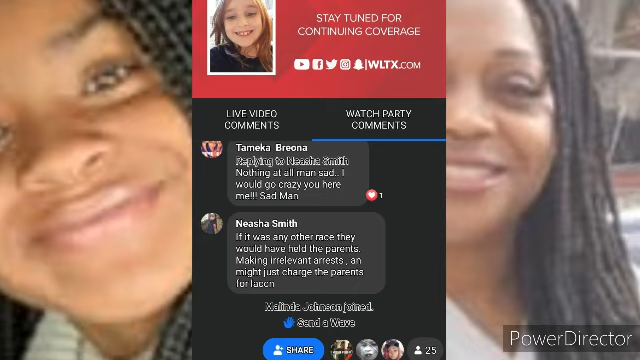 STAY TUNED FOR
CONTINUING COVERAGE
WLTX.COM
LIVE VIDEO
COMMENTS
WATCH PARTY
COMMENTS
Tameka Breona
Replying to Neasha Smith
Nothing at all man sad.. I
would go crazy you here
me!!! Sad Man
1
Neasha Smith
If it was any other race they
would have held the parents.
Making irrelevant arrests , an
might just charge the parents
for laccn
Malinda Johnson joined.
Send a Wave
SHARE
25
PowerDirector